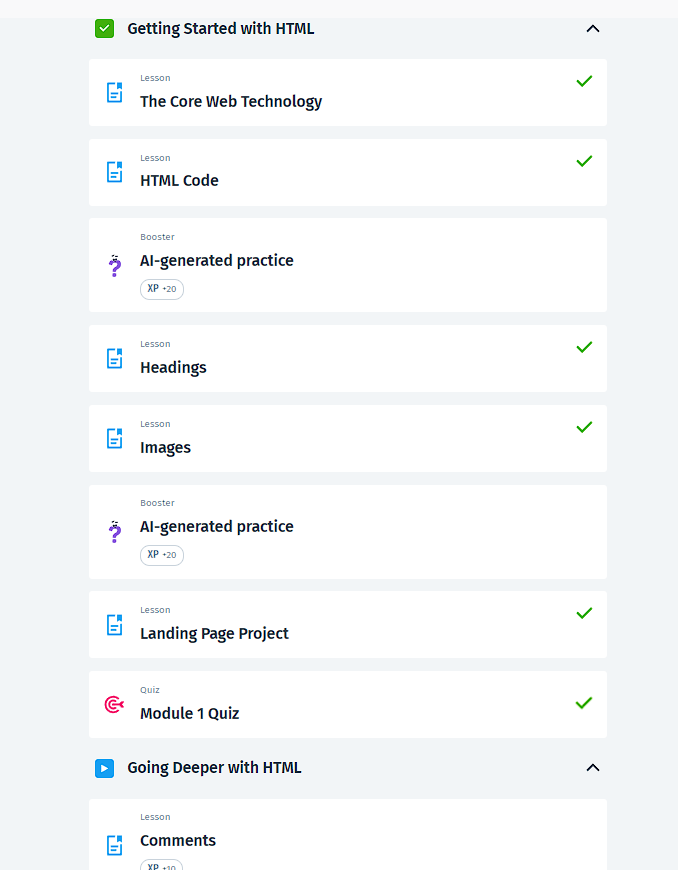 Getting Started with HTML
Lesson
The Core Web Technology
Lesson
HTML Code
Booster
AI-generated practice
XP +20
Lesson
Headings
Lesson
Images
Booster
AI-generated practice
XP +20
Lesson
Landing Page Project
Quiz
Module 1 Quiz
Going Deeper with HTML
Lesson
Comments
XP +10